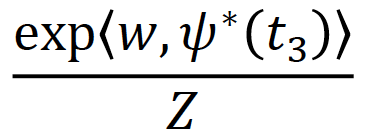 exp⟨w, ψ*(t₃)⟩
Z